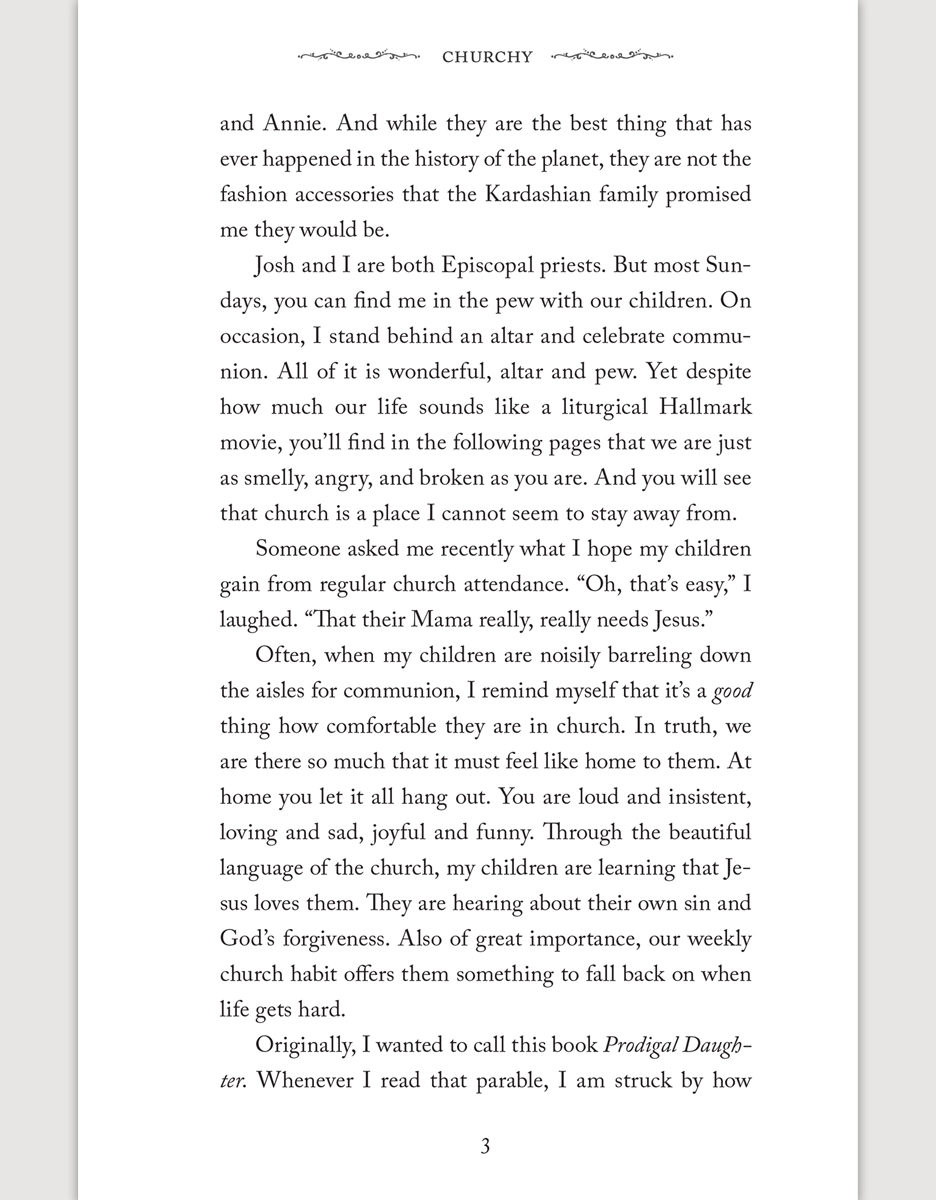 CHURCHY
and Annie. And while they are the best thing that has
ever happened in the history of the planet, they are not the
fashion accessories that the Kardashian family promised
me they would be.
Josh and I are both Episcopal priests. But most Sun-
days, you can find me in the pew with our children. On
occasion, I stand behind an altar and celebrate commu-
nion. All of it is wonderful, altar and pew. Yet despite
how much our life sounds like a liturgical Hallmark
movie, you’ll find in the following pages that we are just
as smelly, angry, and broken as you are. And you will see
that church is a place I cannot seem to stay away from.
Someone asked me recently what I hope my children
gain from regular church attendance. “Oh, that’s easy,” I
laughed. “That their Mama really, really needs Jesus.”
Often, when my children are noisily barreling down
the aisles for communion, I remind myself that it’s a good
thing how comfortable they are in church. In truth, we
are there so much that it must feel like home to them. At
home you let it all hang out. You are loud and insistent,
loving and sad, joyful and funny. Through the beautiful
language of the church, my children are learning that Je-
sus loves them. They are hearing about their own sin and
God’s forgiveness. Also of great importance, our weekly
church habit offers them something to fall back on when
life gets hard.
Originally, I wanted to call this book Prodigal Daugh-
ter. Whenever I read that parable, I am struck by how
3